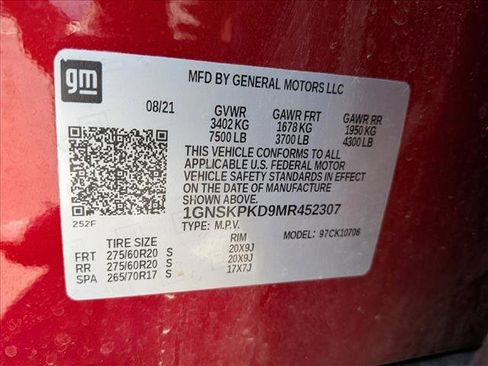 gm
MFD BY GENERAL MOTORS LLC
08/21 GVWR GAWR FRT GAWR RR
3402 KG 1678 KG 1950 KG
7500 LB 3700 LB 4300 LB
THIS VEHICLE CONFORMS TO ALL
APPLICABLE U.S. FEDERAL MOTOR
VEHICLE SAFETY STANDARDS IN EFFECT
ON THE DATE OF MANUFACTURE
SHOWN ABOVE.
1GNSKPKD9MR452307
TYPE: M.P.V. MODEL: 97CK10706
252F
TIRE SIZE RIM
FRT 275/60R20 S 20X9J
RR 275/60R20 S 20X9J
SPA 265/70R17 S 17X7J